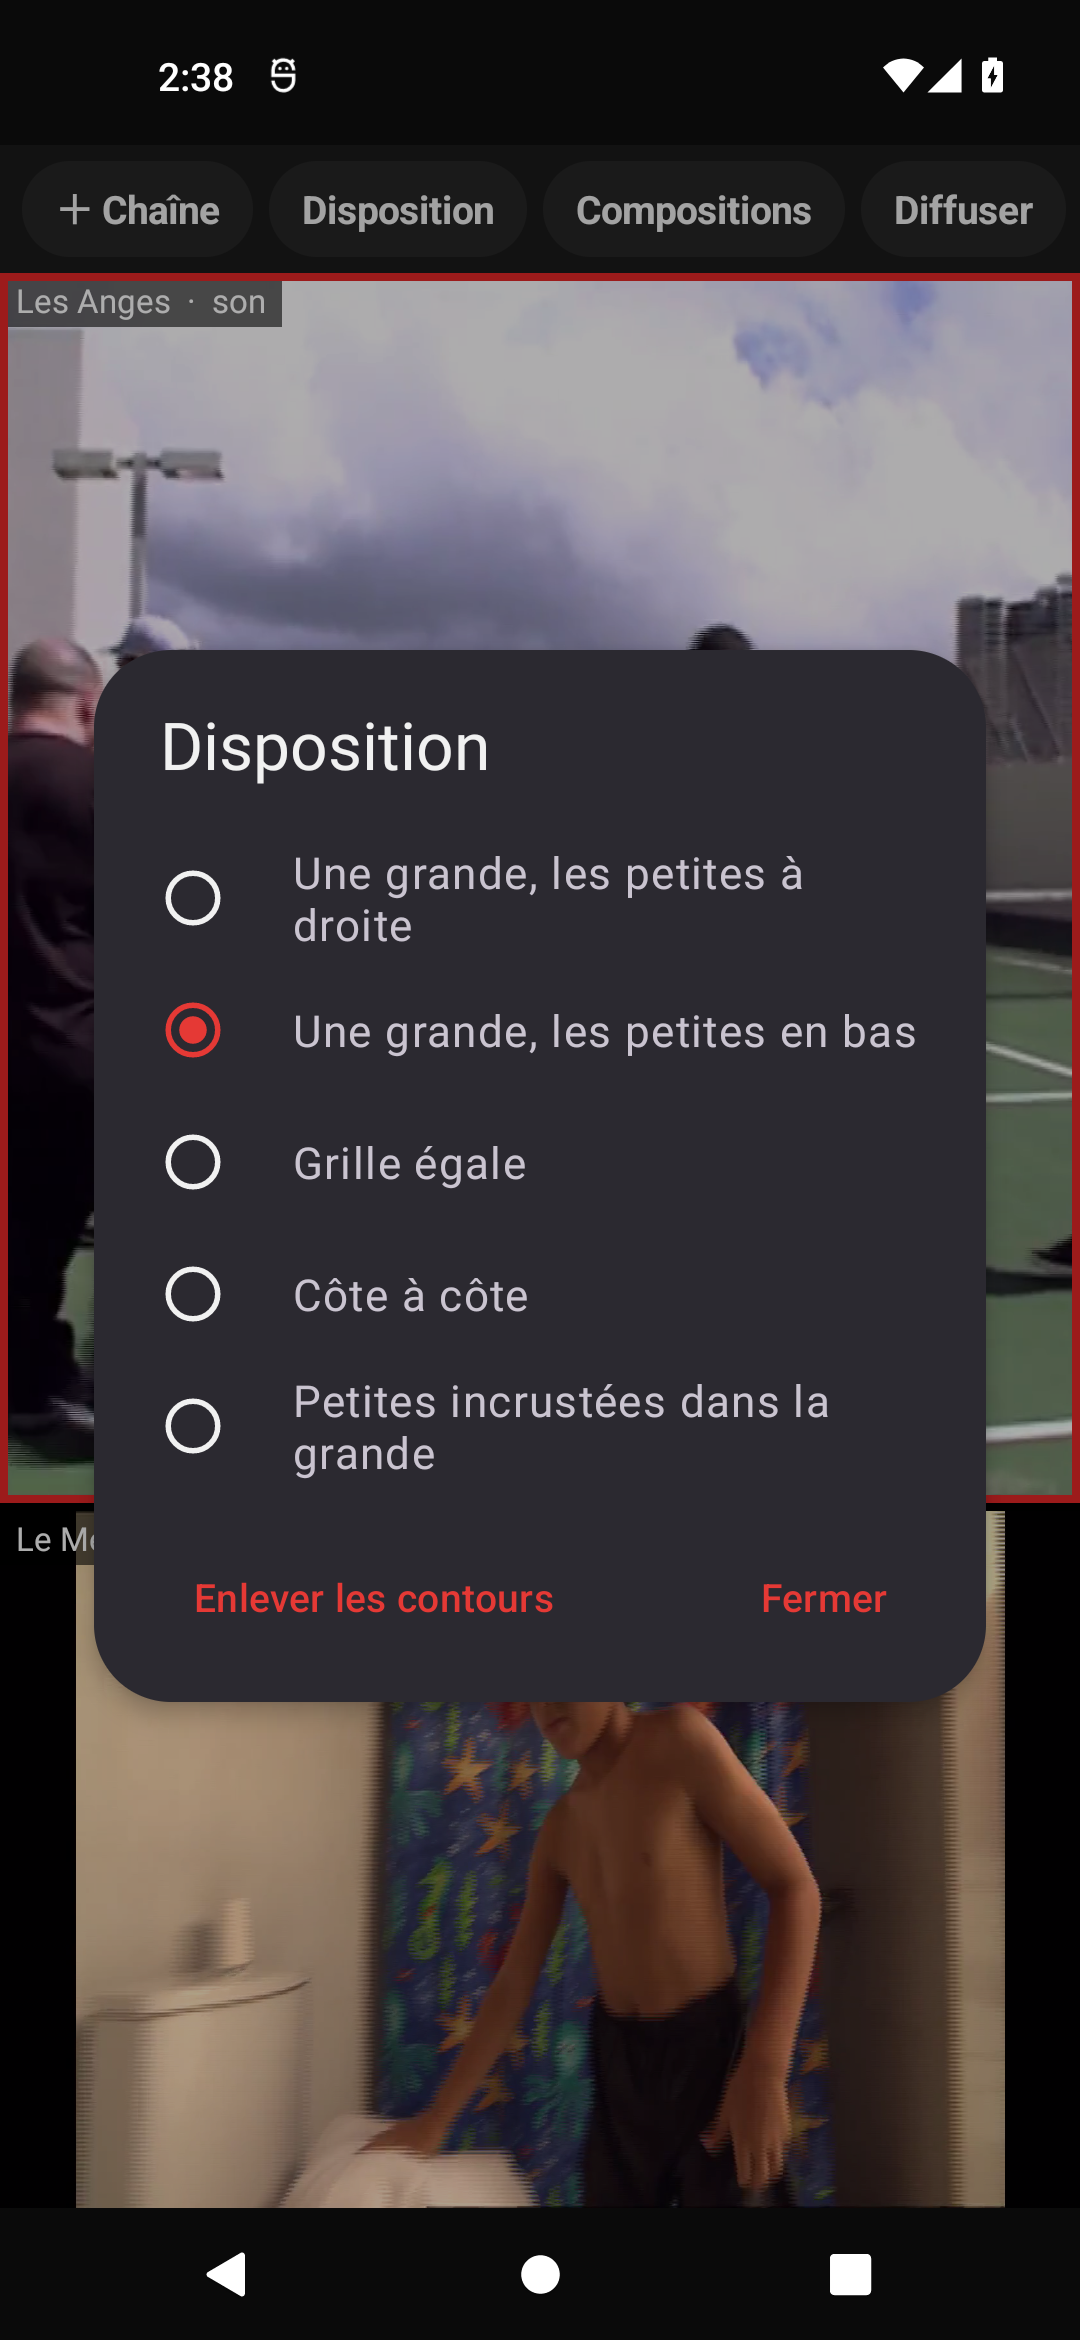 2:38
Chaîne
Disposition
Compositions
Diffuser
Les Anges · son
Disposition
Une grande, les petites à
droite
Une grande, les petites en bas
Grille égale
Côte à côte
Petites incrustées dans la
grande
Le
Enlever les contours
Fermer